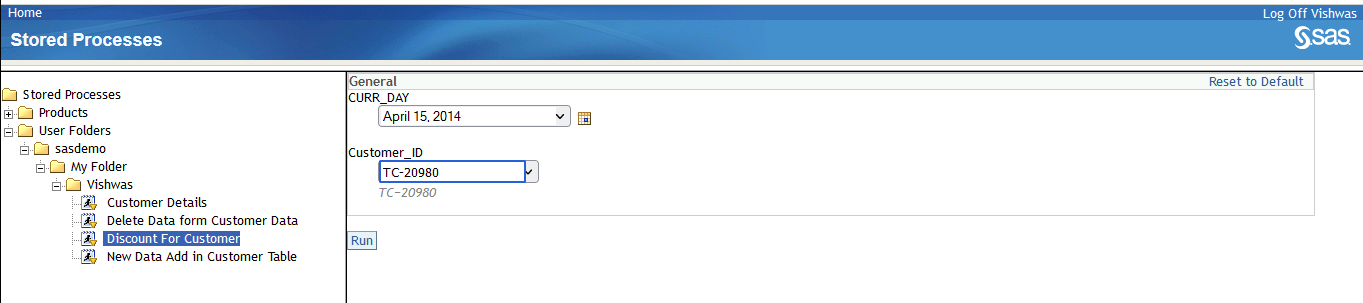 Home
Log Off Vishwas
Stored Processes
sas
General
Reset to Default
Stored Processes
Products
User Folders
sasdemo
My Folder
Vishwas
Customer Details
Delete Data form Customer Data
Discount For Customer
New Data Add in Customer Table
CURR_DAY
April 15, 2014
Customer_ID
TC-20980
TC-20980
Run